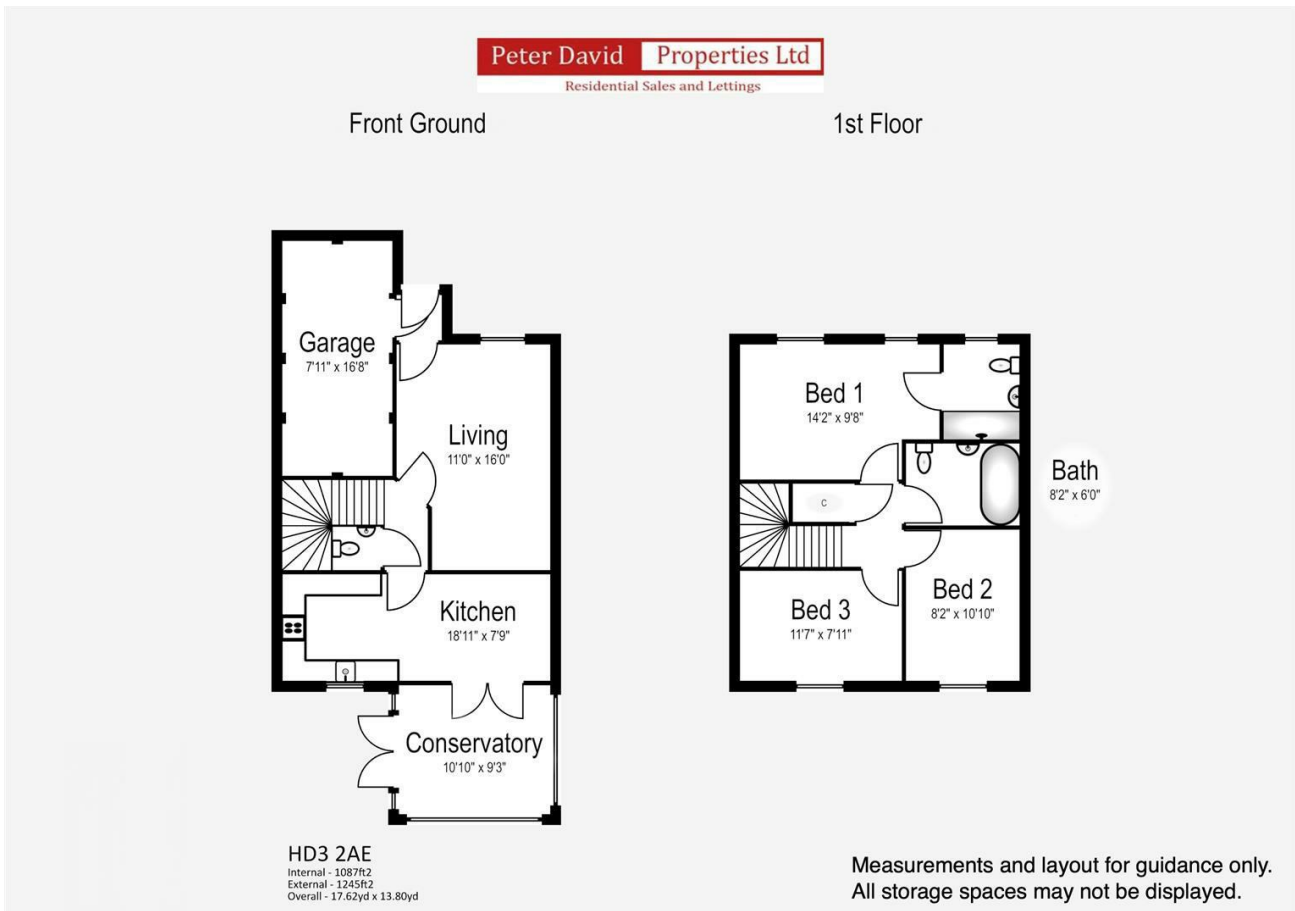 Peter David Properties Ltd
Residential Sales and Lettings
Front Ground
1st Floor
Garage
7'11" x 16'8"
Living
11'0" x 16'0"
Kitchen
18'11" x 7'9"
Conservatory
10'10" x 9'3"
Bed 1
14'2" x 9'8"
Bath
8'2" x 6'0"
C
Bed 2
8'2" x 10'10"
Bed 3
11'7" x 7'11"
HD3 2AE
Internal - 1087ft2
External - 1245ft2
Overall - 17.62yd x 13.80yd
Measurements and layout for guidance only.
All storage spaces may not be displayed.